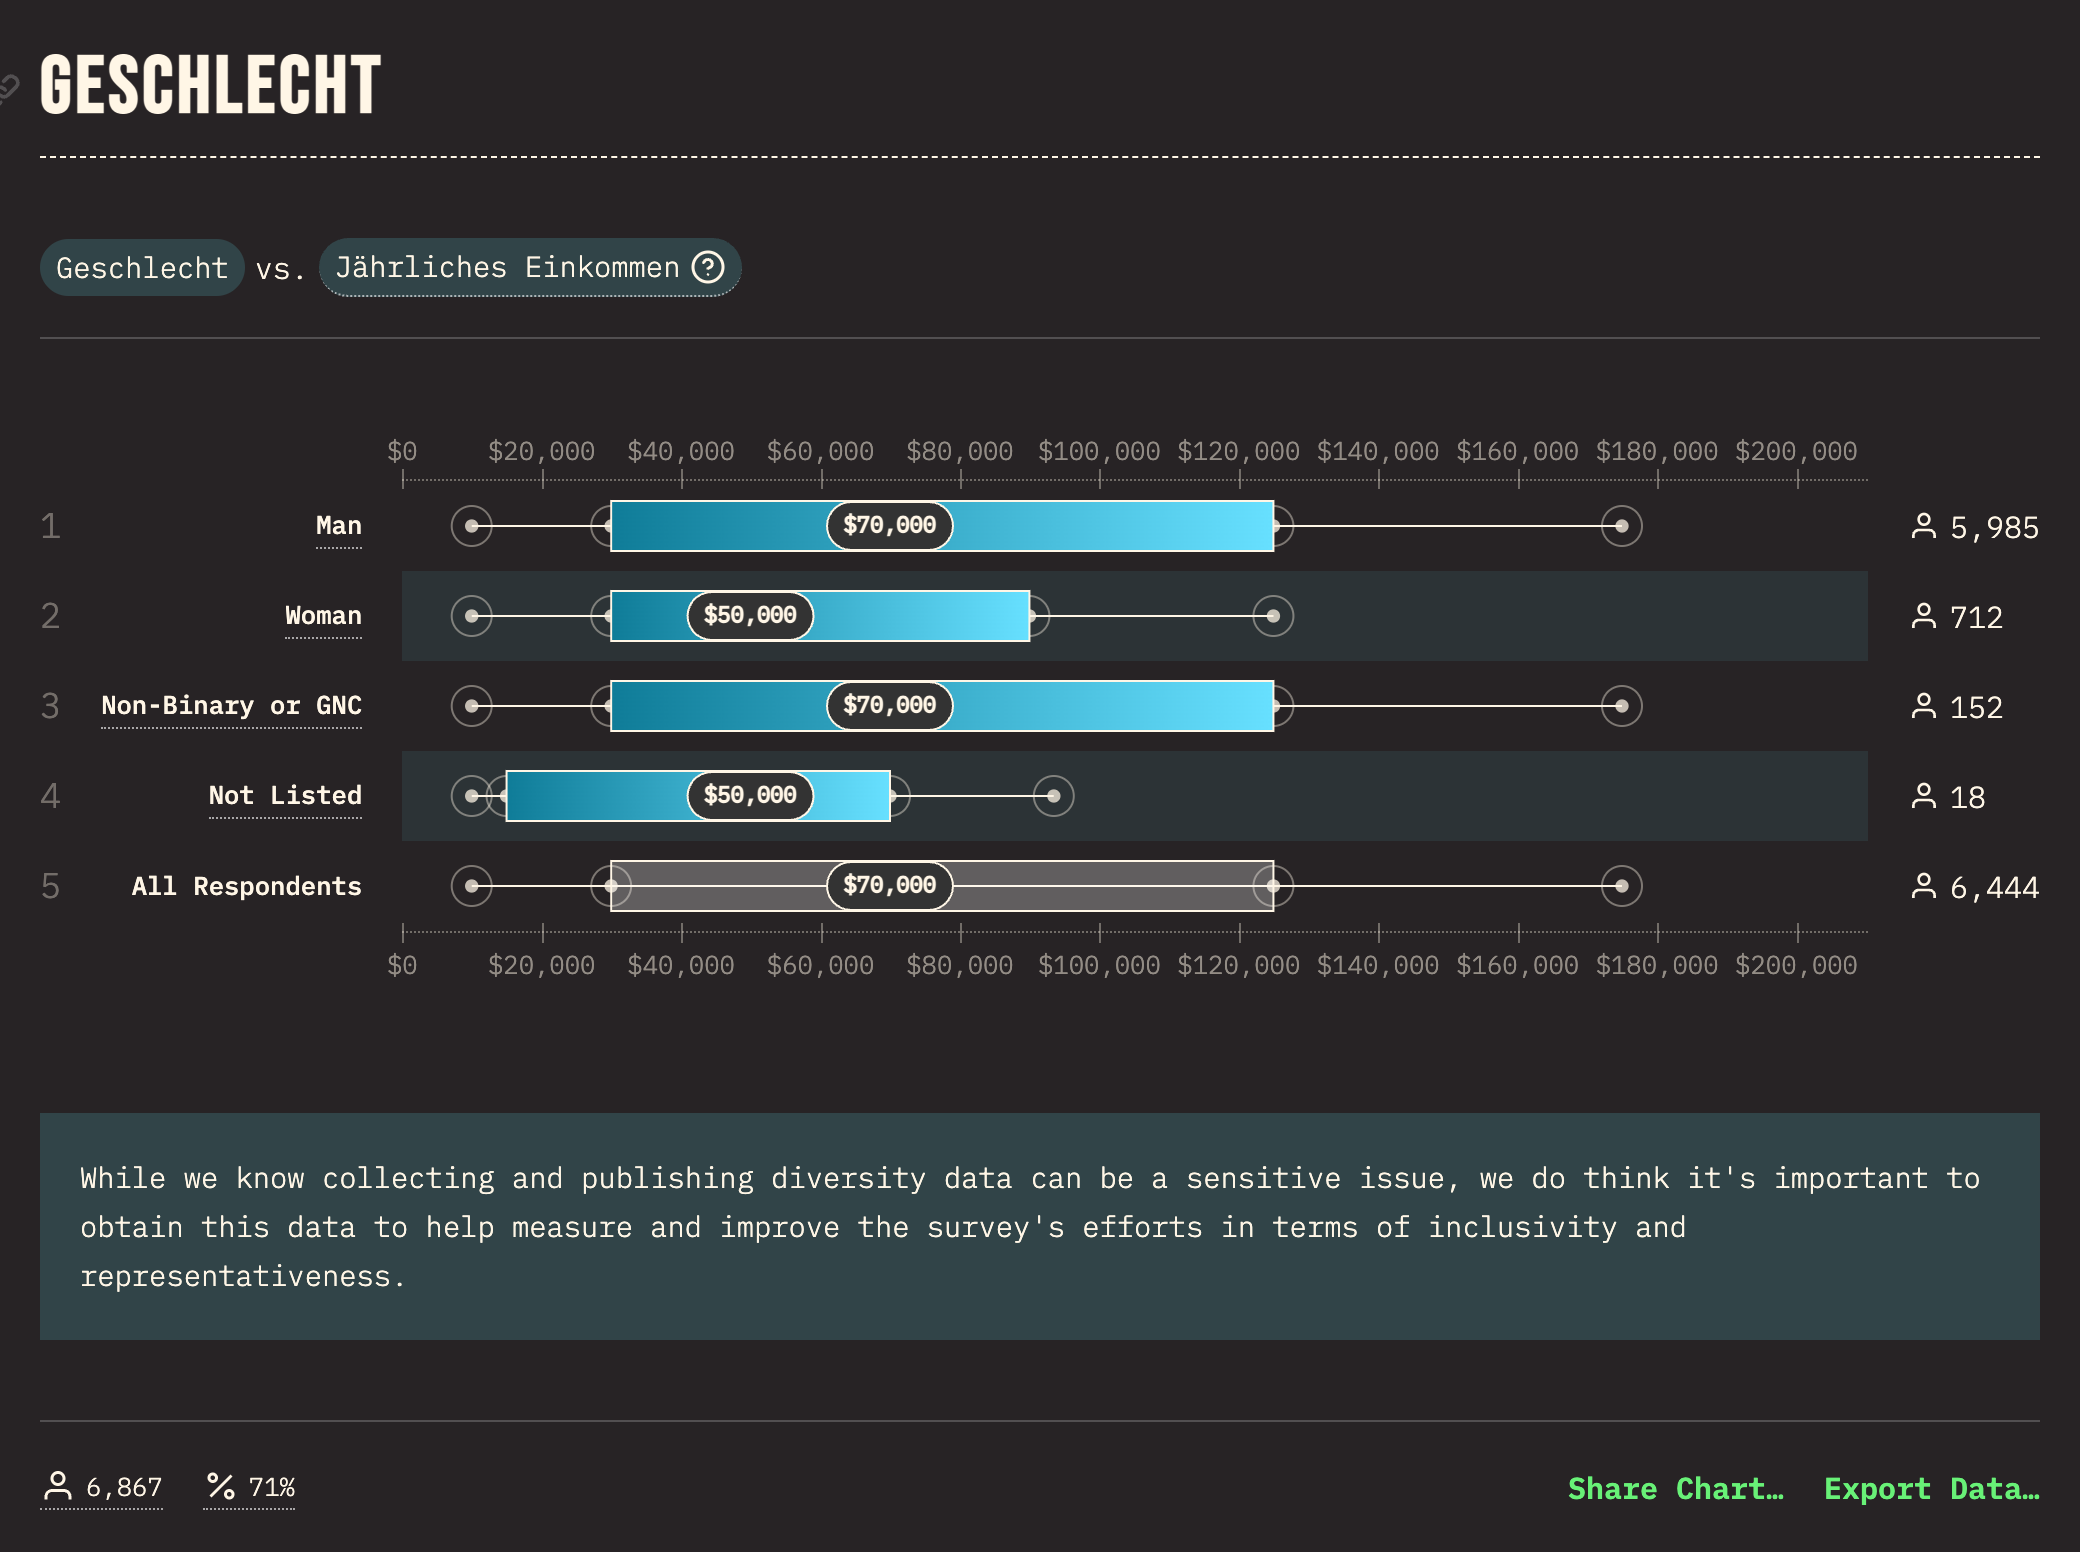 GESCHLECHT
Geschlecht vs. Jährliches Einkommen
$0 $20,000 $40,000 $60,000 $80,000 $100,000 $120,000 $140,000 $160,000 $180,000 $200,000
1 Man $70,000 5,985
2 Woman $50,000 712
3 Non-Binary or GNC $70,000 152
4 Not Listed $50,000 18
5 All Respondents $70,000 6,444
$0 $20,000 $40,000 $60,000 $80,000 $100,000 $120,000 $140,000 $160,000 $180,000 $200,000
While we know collecting and publishing diversity data can be a sensitive issue, we do think it's important to
obtain this data to help measure and improve the survey's efforts in terms of inclusivity and
representativeness.
6,867 71% Share Chart… Export Data…